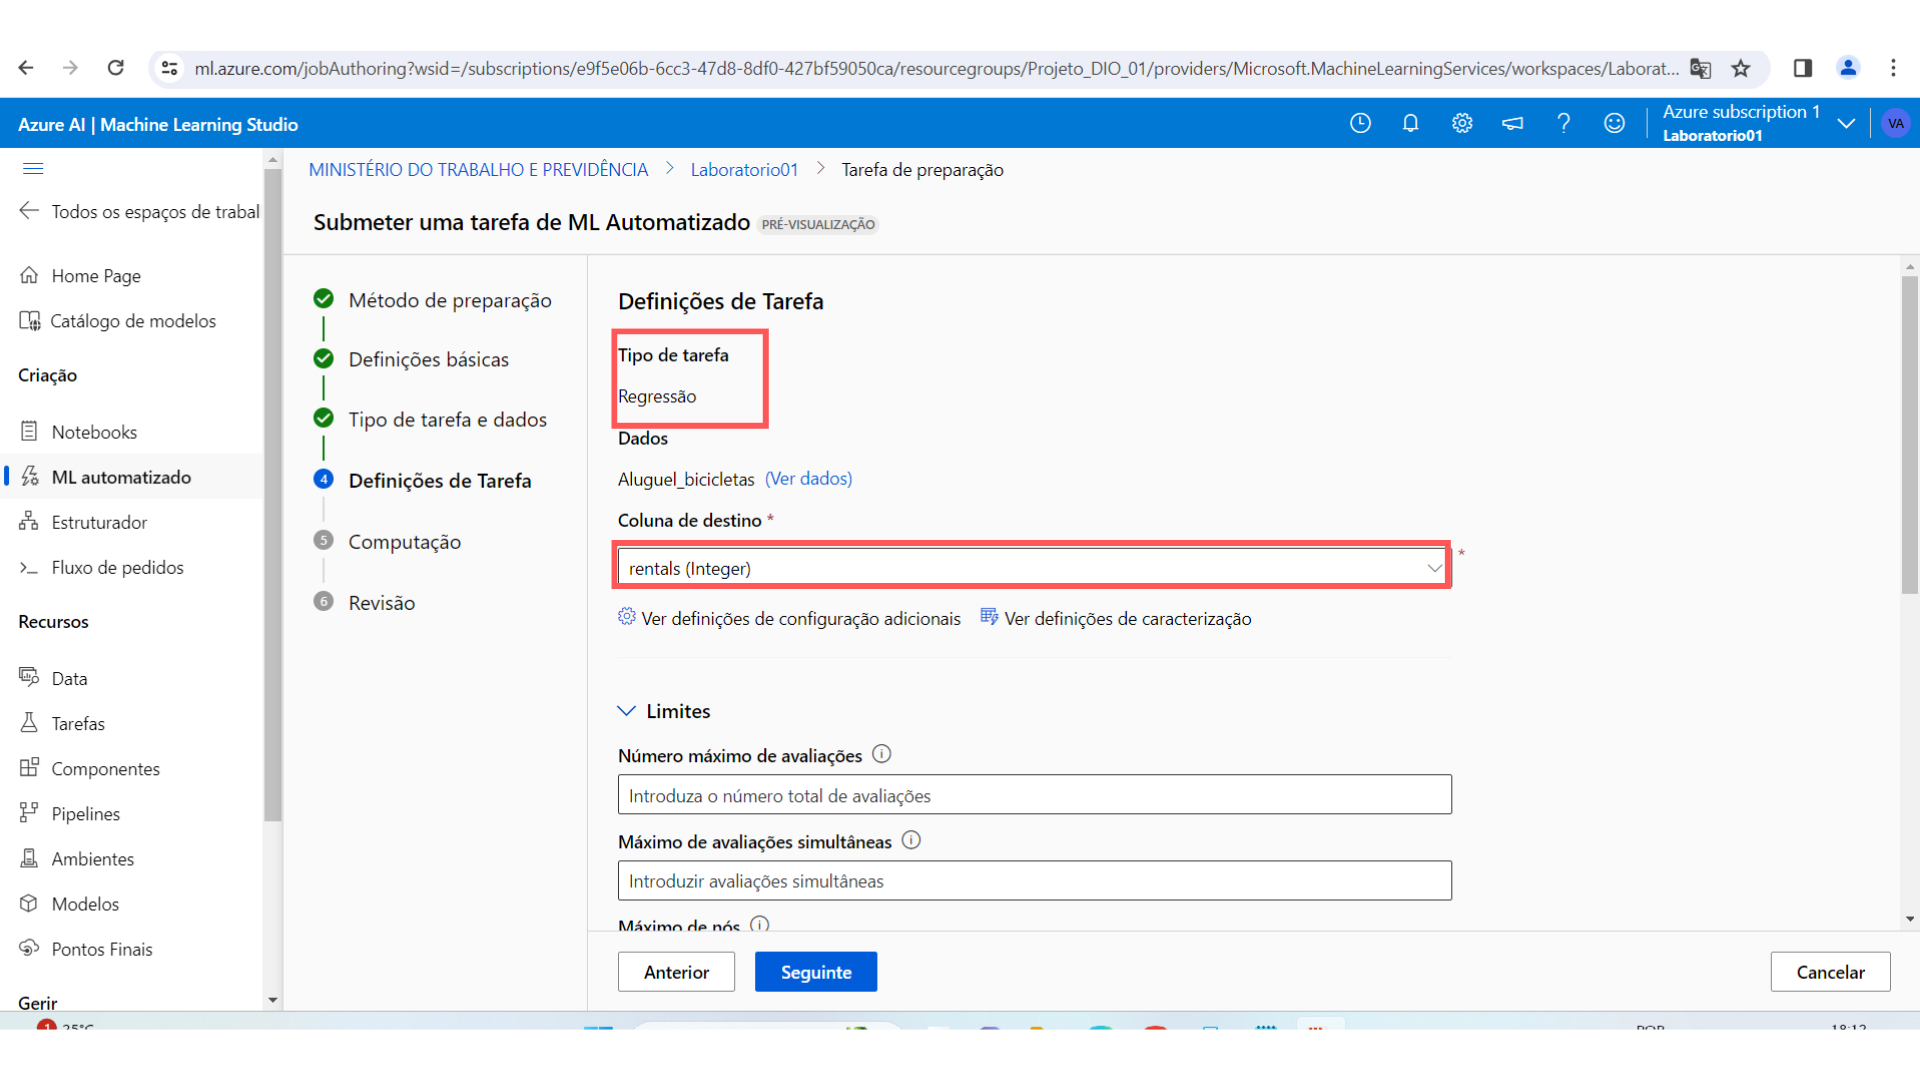 ml.azure.com/jobAuthoring?wsid=/subscriptions/e9f5e06b-6cc3-47d8-8df0-427bf59050ca/resourcegroups/Projeto_DIO_01/providers/Microsoft.MachineLearningServices/workspaces/Laborat...
Azure AI | Machine Learning Studio
Azure subscription 1
Laboratorio01
VA
Todos os espaços de trabal
Home Page
Catálogo de modelos
Criação
Notebooks
ML automatizado
Estruturador
Fluxo de pedidos
Recursos
Data
Tarefas
Componentes
Pipelines
Ambientes
Modelos
Pontos Finais
Gerir
MINISTÉRIO DO TRABALHO E PREVIDÊNCIA > Laboratorio01 > Tarefa de preparação
Submeter uma tarefa de ML Automatizado PRÉ-VISUALIZAÇÃO
Método de preparação
Definições básicas
Tipo de tarefa e dados
4 Definições de Tarefa
5 Computação
6 Revisão
Definições de Tarefa
Tipo de tarefa
Regressão
Dados
Aluguel_bicicletas (Ver dados)
Coluna de destino *
rentals (Integer) *
Ver definições de configuração adicionais Ver definições de caracterização
Limites
Número máximo de avaliações
Introduza o número total de avaliações
Máximo de avaliações simultâneas
Introduzir avaliações simultâneas
Máximo de nós
Anterior Seguinte Cancelar
1 25°C POR 18:12